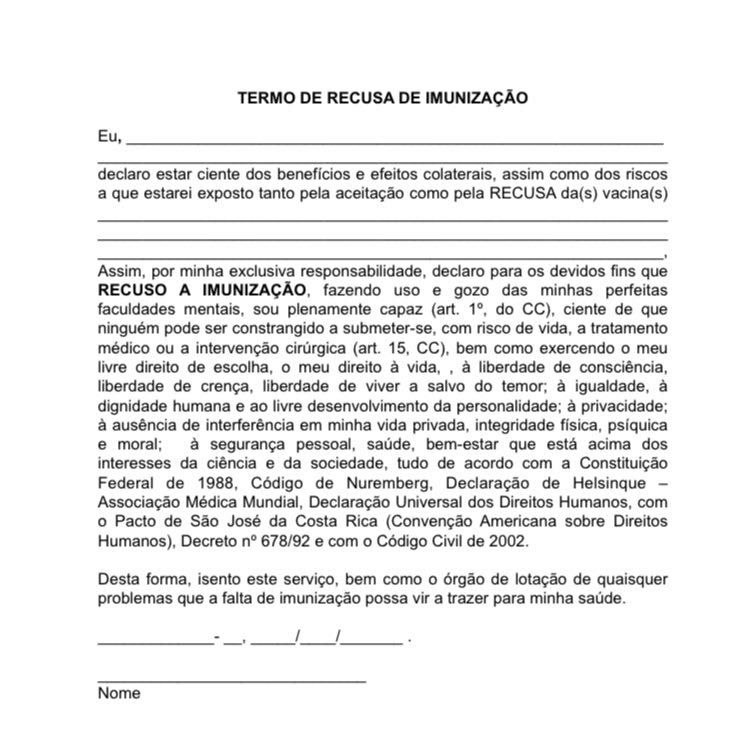 TERMO DE RECUSA DE IMUNIZAÇÃO
Eu, ____________________________________________________________
________________________________________________________________
declaro estar ciente dos benefícios e efeitos colaterais, assim como dos riscos
a que estarei exposto tanto pela aceitação como pela RECUSA da(s) vacina(s)
________________________________________________________________
________________________________________________________________
________________________________________________________________,
Assim, por minha exclusiva responsabilidade, declaro para os devidos fins que
RECUSO A IMUNIZAÇÃO, fazendo uso e gozo das minhas perfeitas
faculdades mentais, sou plenamente capaz (art. 1º, do CC), ciente de que
ninguém pode ser constrangido a submeter-se, com risco de vida, a tratamento
médico ou a intervenção cirúrgica (art. 15, CC), bem como exercendo o meu
livre direito de escolha, o meu direito à vida, , à liberdade de consciência,
liberdade de crença, liberdade de viver a salvo do temor; à igualdade, à
dignidade humana e ao livre desenvolvimento da personalidade; à privacidade;
à ausência de interferência em minha vida privada, integridade física, psíquica
e moral; à segurança pessoal, saúde, bem-estar que está acima dos
interesses da ciência e da sociedade, tudo de acordo com a Constituição
Federal de 1988, Código de Nuremberg, Declaração de Helsinque –
Associação Médica Mundial, Declaração Universal dos Direitos Humanos, com
o Pacto de São José da Costa Rica (Convenção Americana sobre Direitos
Humanos), Decreto nº 678/92 e com o Código Civil de 2002.
Desta forma, isento este serviço, bem como o órgão de lotação de quaisquer
problemas que a falta de imunização possa vir a trazer para minha saúde.
_____________- __, _____/____/_______ .
______________________________
Nome